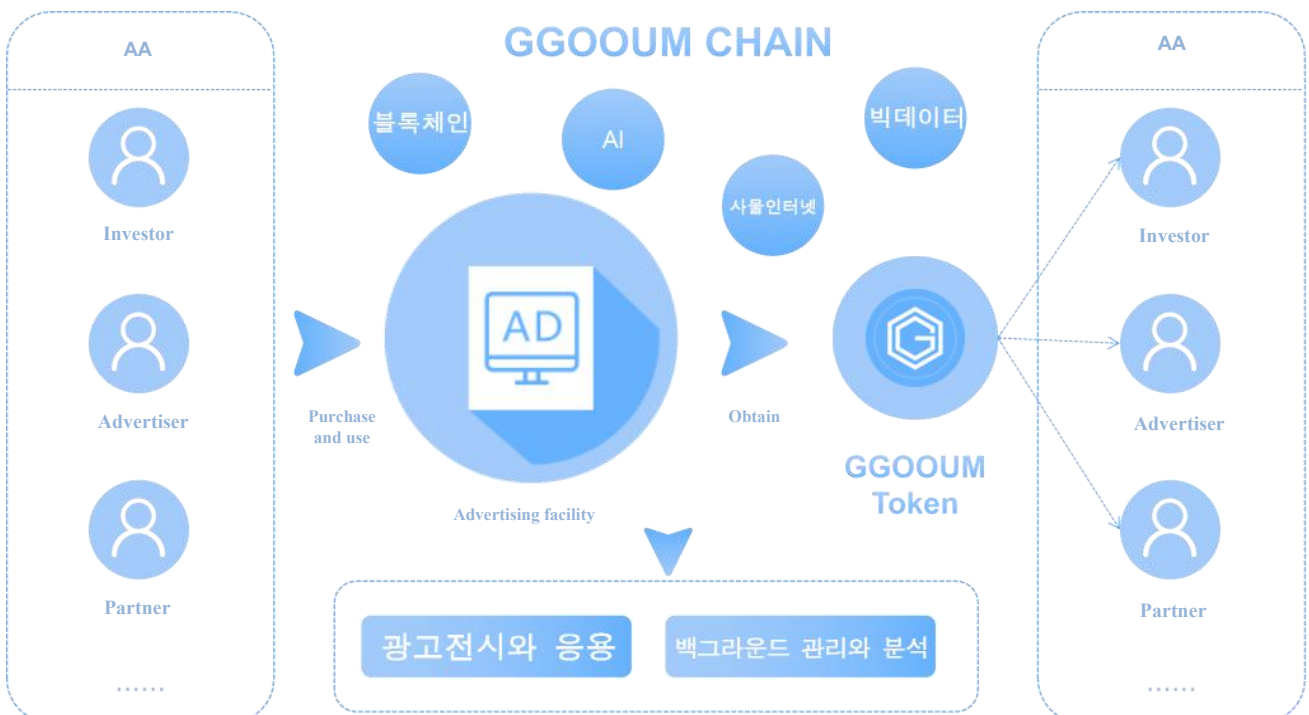 GGOOUM CHAIN
AA
Investor
Advertiser
Partner
......
Purchase
and use
블록체인
AI
사물인터넷
빅데이터
AD
Advertising facility
Obtain
G
GGOOUM
Token
광고전시와 응용
백그라운드 관리와 분석
AA
Investor
Advertiser
Partner
......